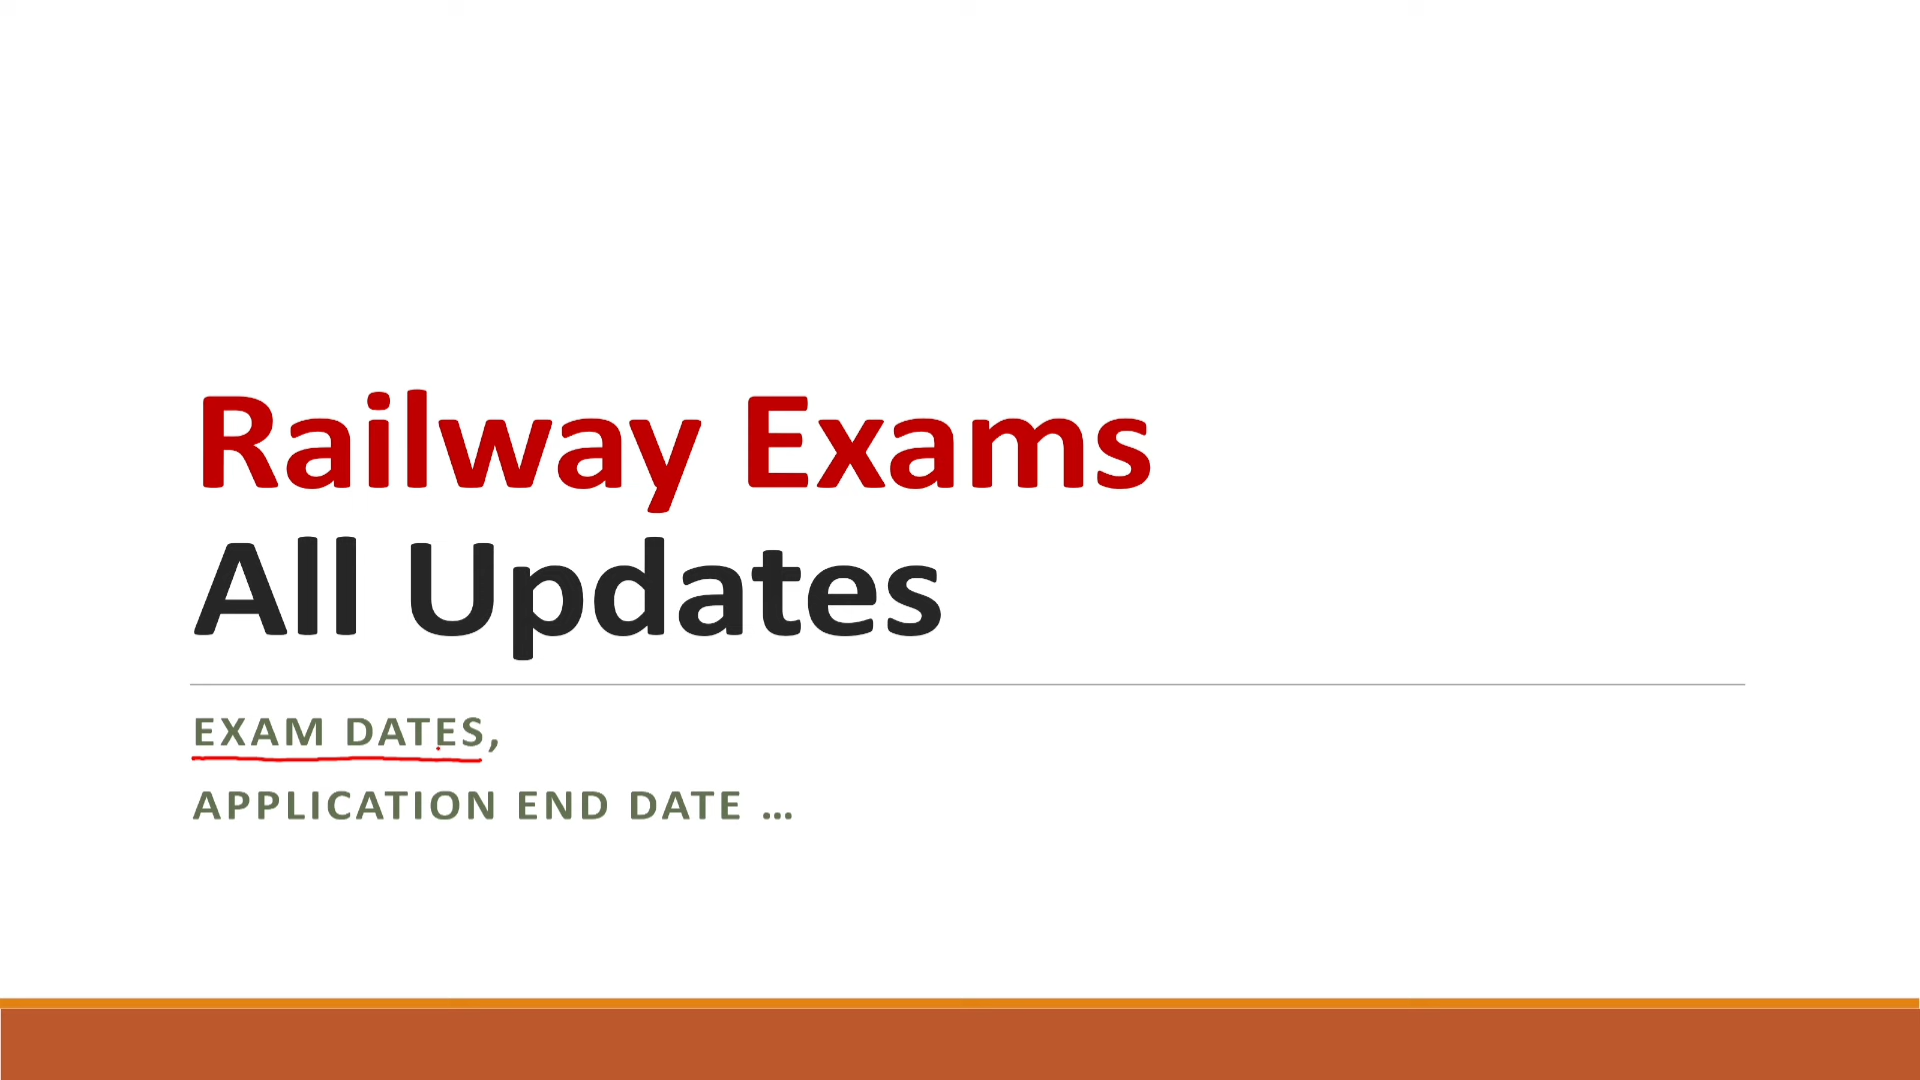 Railway Exams
All Updates
EXAM DATES,
APPLICATION END DATE …